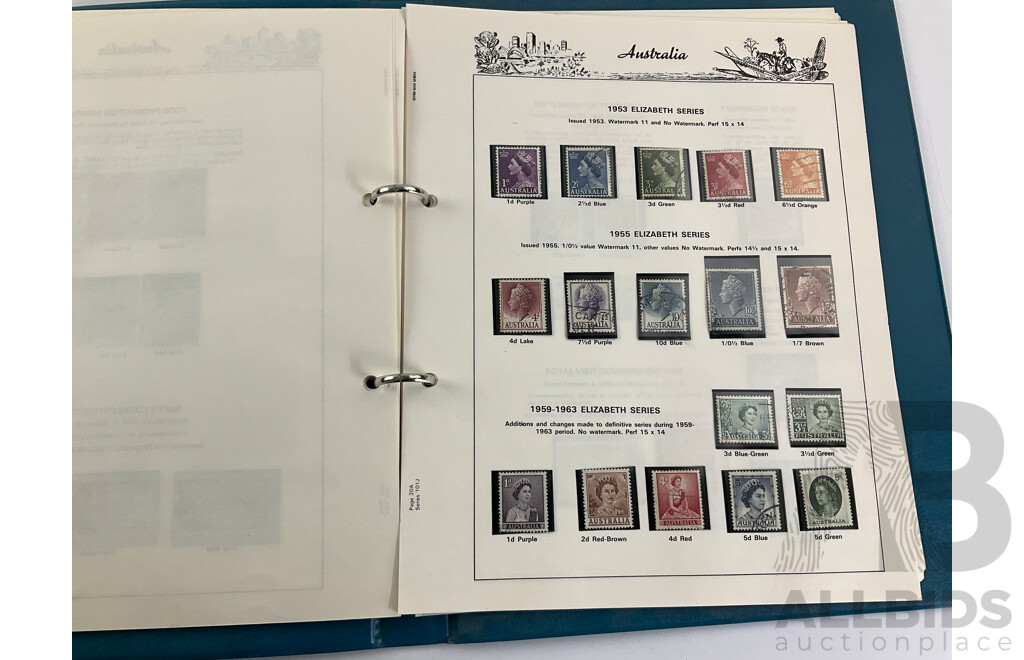 Australia
1953 ELIZABETH SERIES
Issued 1953. Watermark 11 and No Watermark. Perf 15 x 14
1d Purple 2½d Blue 3d Green 3½d Red 6½d Orange
1955 ELIZABETH SERIES
Issued 1955. 1/0½ value Watermark 11, other values No Watermark. Perfs 14½ and 15 x 14.
4d Lake 7½d Purple 10d Blue 1/0½ Blue 1/7 Brown
1959-1963 ELIZABETH SERIES
Additions and changes made to definitive series during 1959-
1963 period. No watermark. Perf 15 x 14
3d Blue-Green 3½d Green
1d Purple 2d Red-Brown 4d Red 5d Blue 5d Green
Page 20A
Series 101J
AUSTRALIA
ALLBIDS
auctionplace